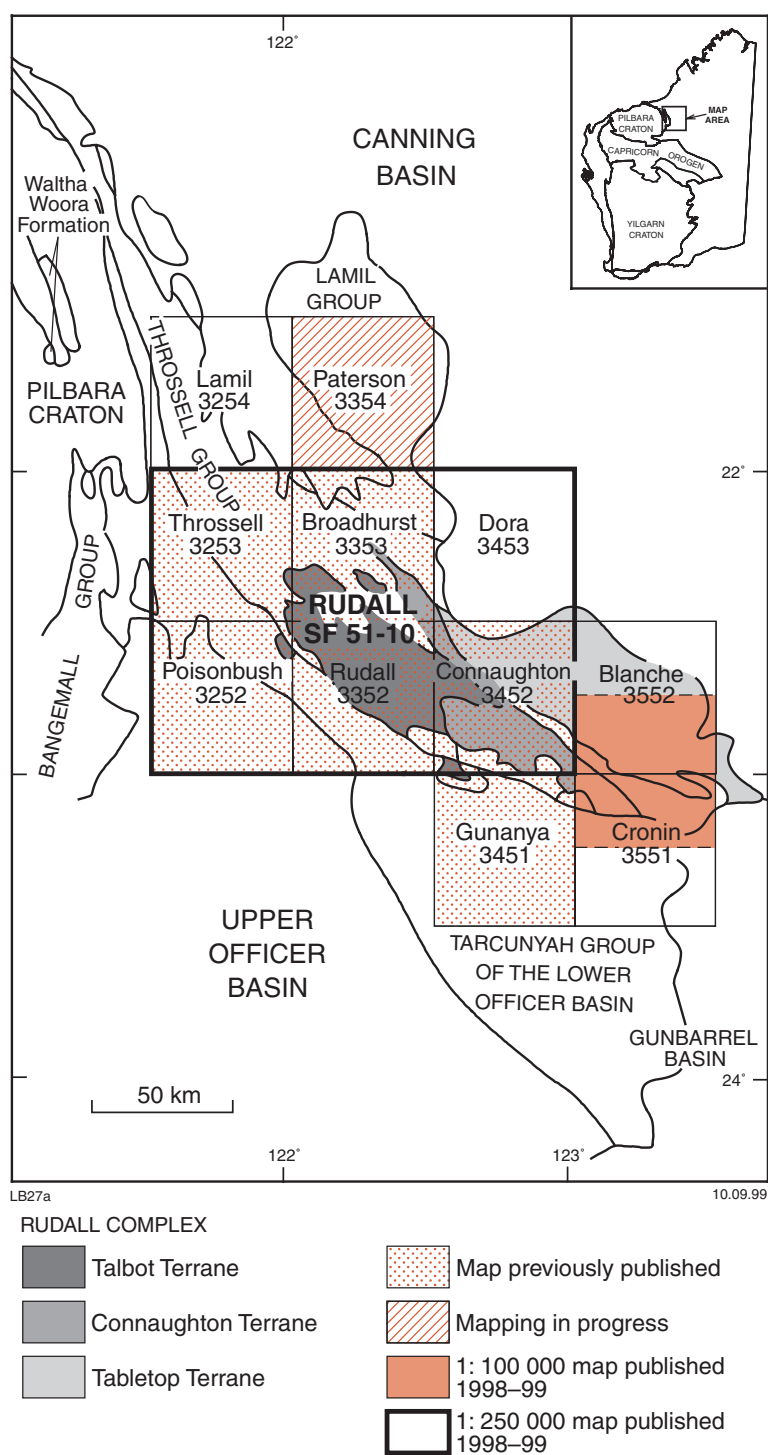 122°
CANNING
BASIN
PILBARA
CRATON
MAP
AREA
CAPRICORN
OROGEN
YILGARN
CRATON
Waltha
Woora
Formation
LAMIL
GROUP
THROSSELL GROUP
PILBARA
CRATON
Lamil
3254
Paterson
3354
22°
Throssell
3253
Broadhurst
3353
Dora
3453
BANGEMALL GROUP
RUDALL
SF 51-10
Poisonbush
3252
Rudall
3352
Connaughton
3452
Blanche
3552
Gunanya
3451
Cronin
3551
UPPER
OFFICER
BASIN
TARCUNYAH GROUP
OF THE LOWER
OFFICER BASIN
GUNBARREL
BASIN
24°
50 km
122°
123°
LB27a
10.09.99
RUDALL COMPLEX
Talbot Terrane
Connaughton Terrane
Tabletop Terrane
Map previously published
Mapping in progress
1: 100 000 map published
1998–99
1: 250 000 map published
1998–99